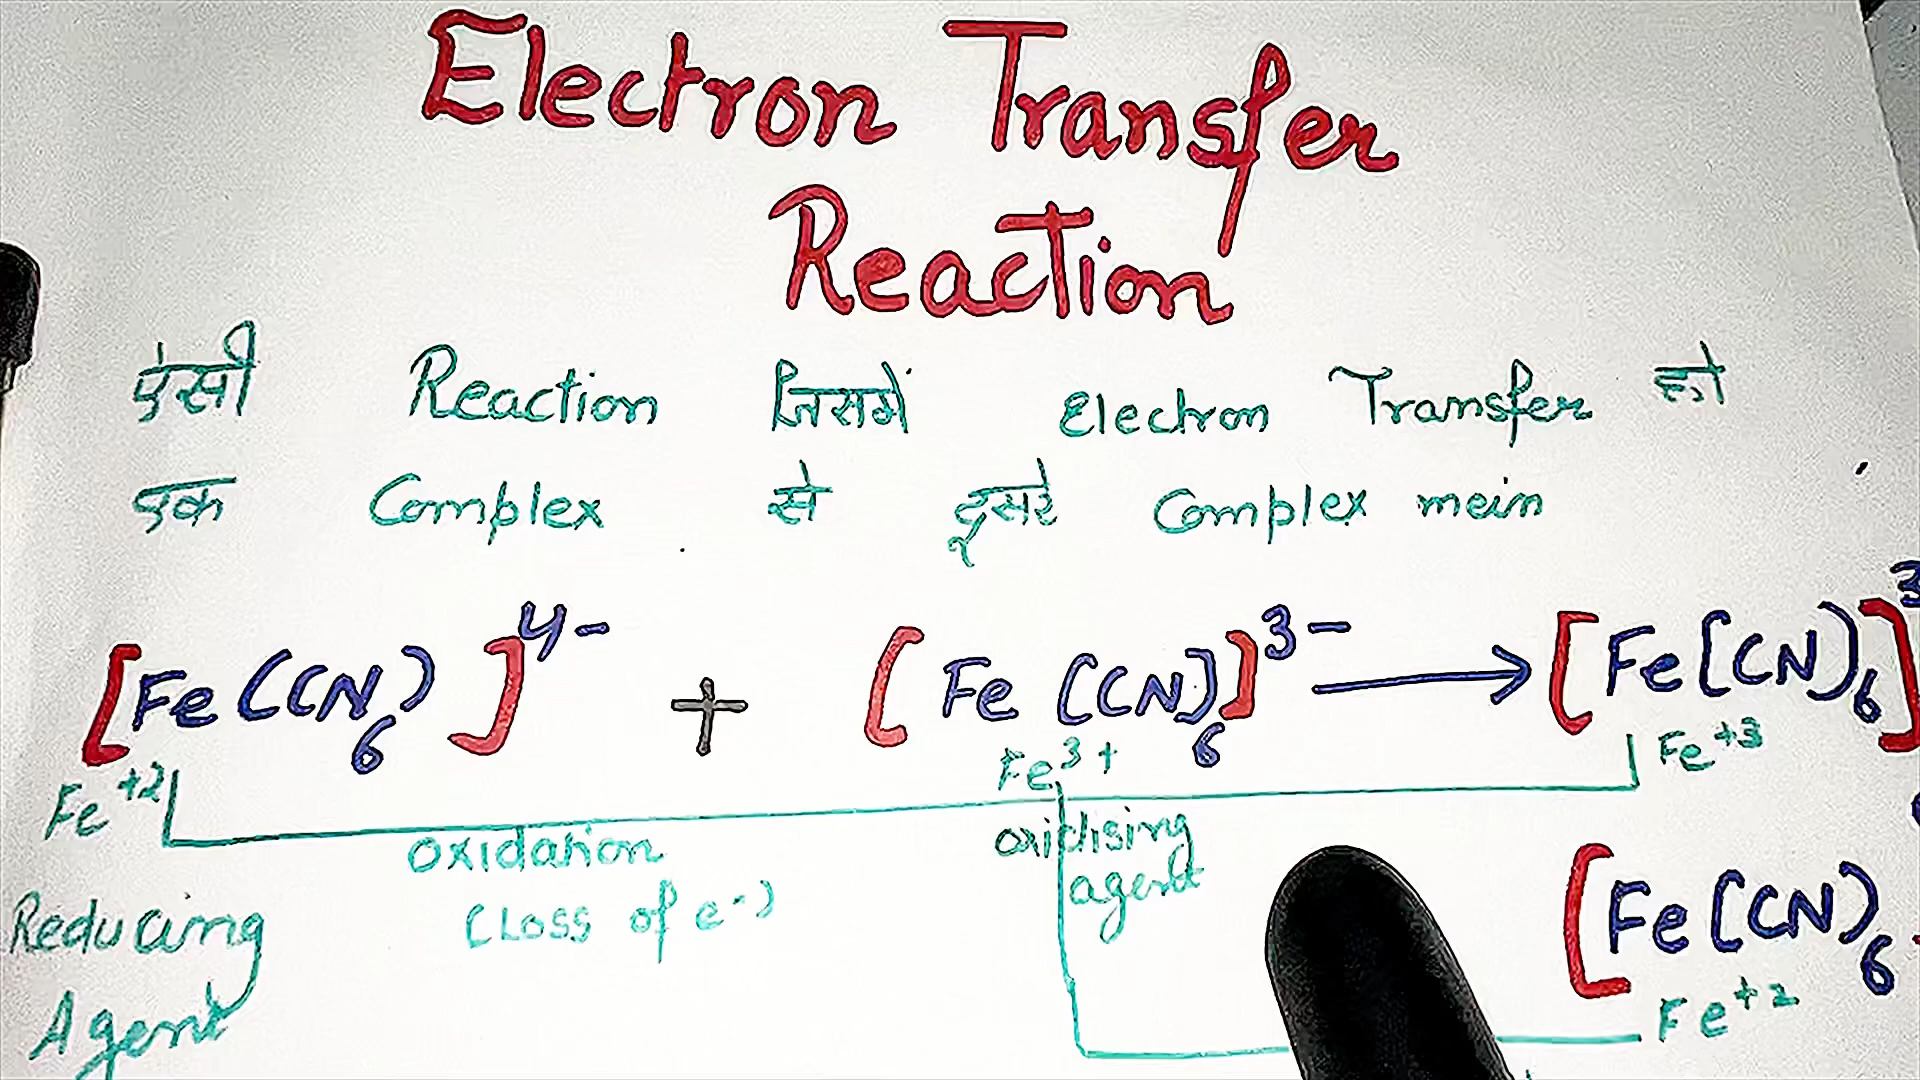 Electron Transfer
Reaction
ऐसी Reaction जिसमें Electron Transfer हो
एक Complex से दूसरे Complex mein
[Fe(CN)6]4- + [Fe(CN)6]3- → [Fe(CN)6]3
Fe+2 Fe3+ Fe+3
Oxidation oxidising
(Loss of e-) agent
Reducing
Agent
[Fe(CN)6
Fe+2